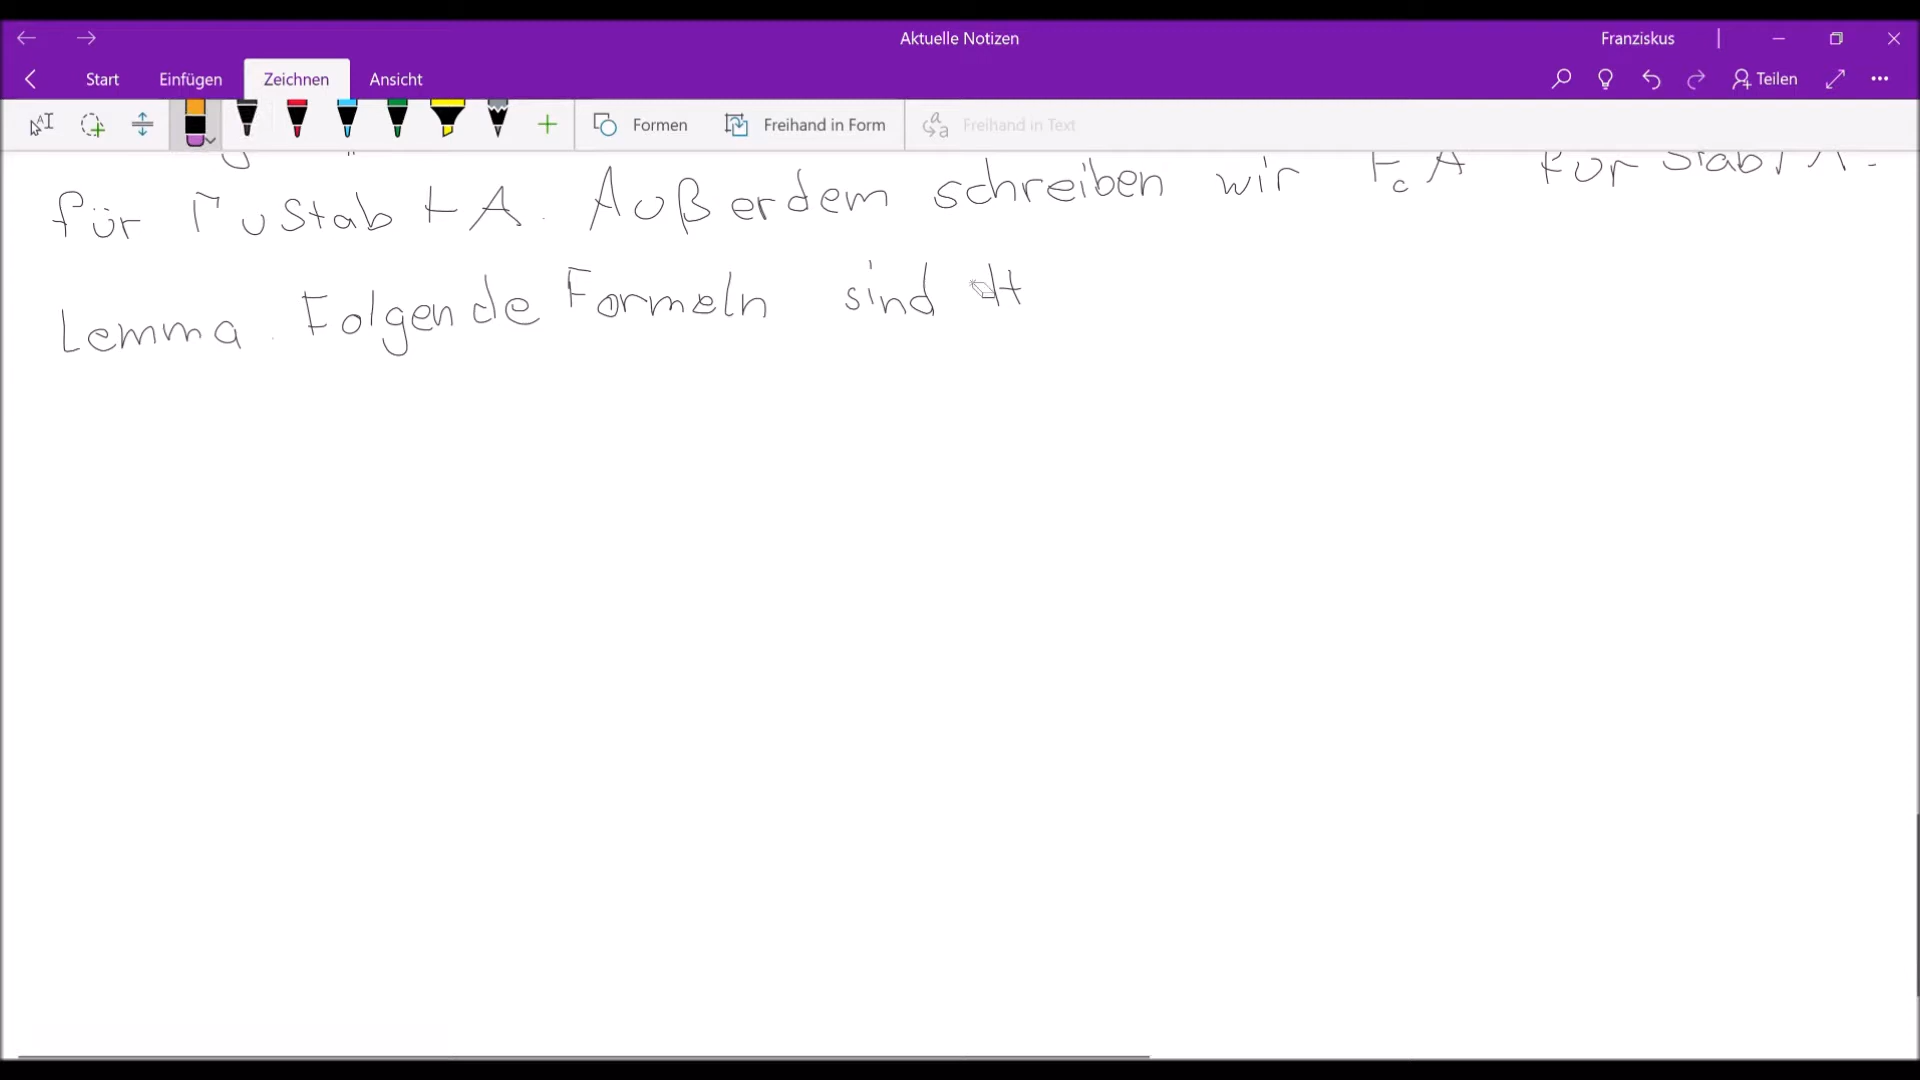 Aktuelle Notizen
Franziskus
Start Einfügen Zeichnen Ansicht
Teilen
Formen Freihand in Form Freihand in Text
für Γ ∪ Stab ⊢ A. Außerdem schreiben wir ⊢c A für Stab ⊢ A.
Lemma. Folgende Formeln sind